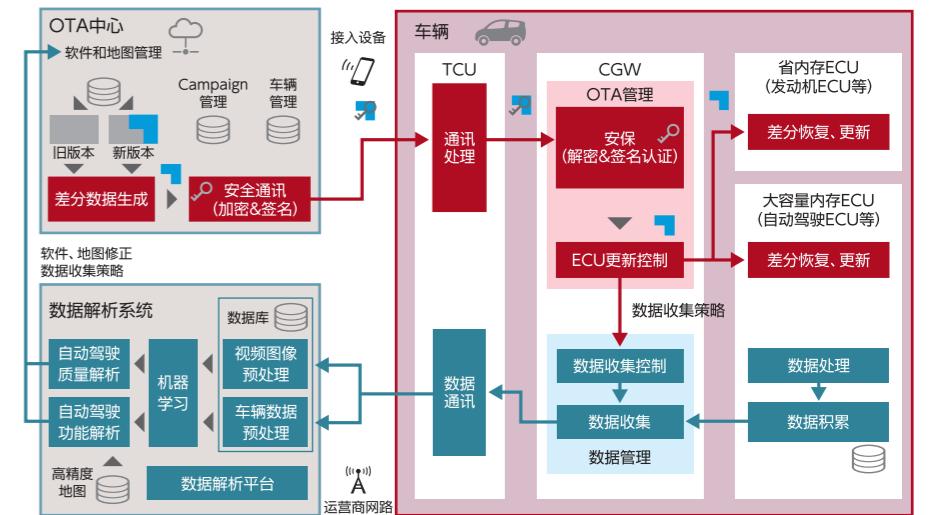 OTA中心
软件和地图管理
Campaign
管理
车辆
管理
旧版本
新版本
差分数据生成
安全通讯
(加密&签名)
接入设备
车辆
TCU
通讯
处理
CGW
OTA管理
安保
(解密&签名认证)
ECU更新控制
省内存ECU
(发动机ECU等)
差分恢复、更新
大容量内存ECU
(自动驾驶ECU等)
差分恢复、更新
软件、地图修正
数据收集策略
数据解析系统
数据库
自动驾驶
质量解析
自动驾驶
功能解析
机器
学习
视频图像
预处理
车辆数据
预处理
高精度
地图
数据解析平台
运营商网路
数据
通讯
数据收集策略
数据收集控制
数据收集
数据管理
数据处理
数据积累